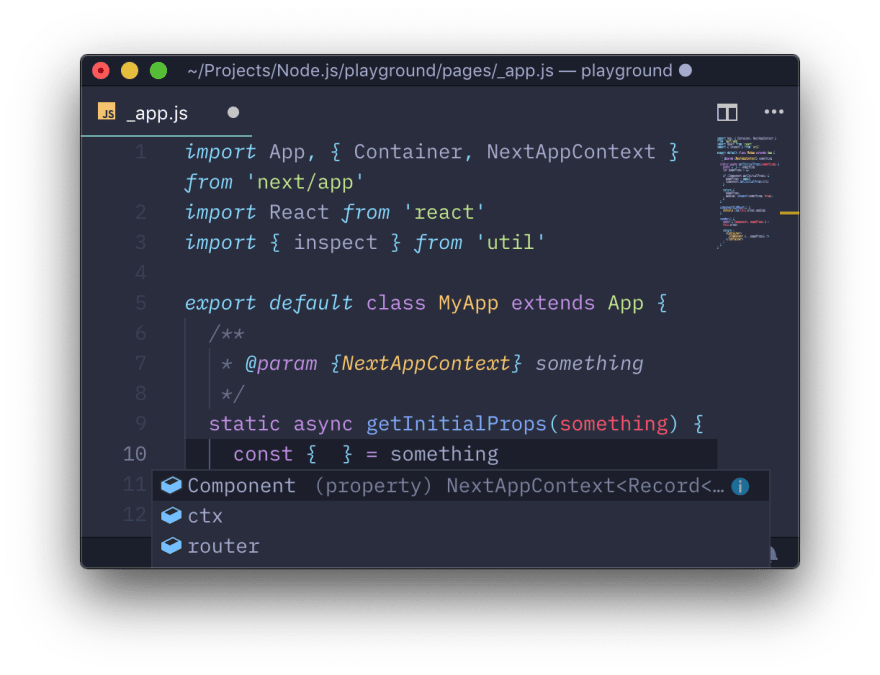 ~/Projects/Node.js/playground/pages/_app.js — playground
JS _app.js
1 import App, { Container, NextAppContext }
from 'next/app'
2 import React from 'react'
3 import { inspect } from 'util'
4
5 export default class MyApp extends App {
6 /**
7 * @param {NextAppContext} something
8 */
9 static async getInitialProps(something) {
10 const {  } = something
11 Component (property) NextAppContext<Record<…
12 ctx
router